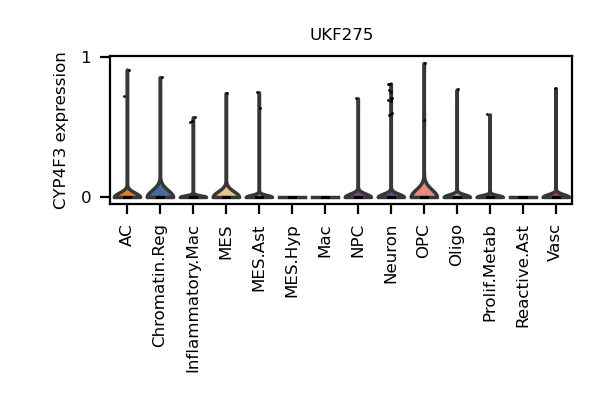 UKF275
CYP4F3 expression
1
0
AC
Chromatin.Reg
Inflammatory.Mac
MES
MES.Ast
MES.Hyp
Mac
NPC
Neuron
OPC
Oligo
Prolif.Metab
Reactive.Ast
Vasc